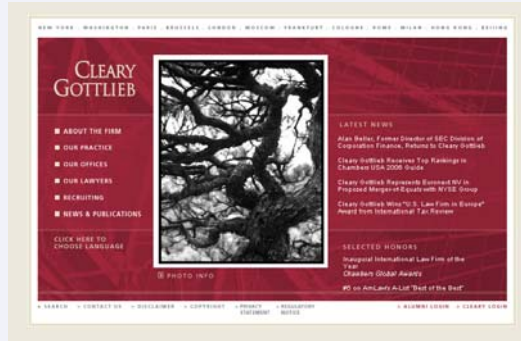 NEW YORK · WASHINGTON · PARIS · BRUSSELS · LONDON · MOSCOW · FRANKFURT · COLOGNE · ROME · MILAN · HONG KONG · BEIJING
CLEARY
GOTTLIEB
ABOUT THE FIRM
OUR PRACTICE
OUR OFFICES
OUR LAWYERS
RECRUITING
NEWS & PUBLICATIONS
CLICK HERE TO
CHOOSE LANGUAGE
PHOTO INFO
LATEST NEWS
Alan Beller, Former Director of SEC Division of
Corporation Finance, Returns to Cleary Gottlieb
Cleary Gottlieb Receives Top Rankings in
Chambers USA 2006 Guide
Cleary Gottlieb Represents Euronext NV in
Proposed Merger-of-Equals with NYSE Group
Cleary Gottlieb Wins "U.S. Law Firm in Europe"
Award from International Tax Review
SELECTED HONORS
Inaugural International Law Firm of the
Year
Chambers Global Awards
#5 on AmLaw's A-List "Best of the Best"
SEARCH
CONTACT US
DISCLAIMER
COPYRIGHT
PRIVACY
STATEMENT
REGULATORY
NOTICE
ALUMNI LOGIN
CLEARY LOGIN